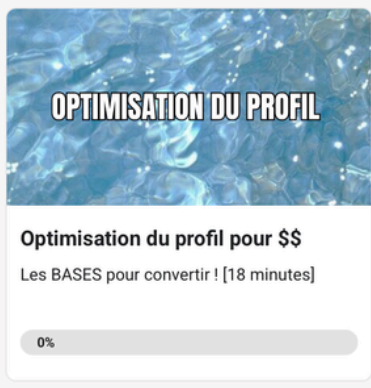 OPTIMISATION DU PROFIL
Optimisation du profil pour $$
Les BASES pour convertir ! [18 minutes]
0%